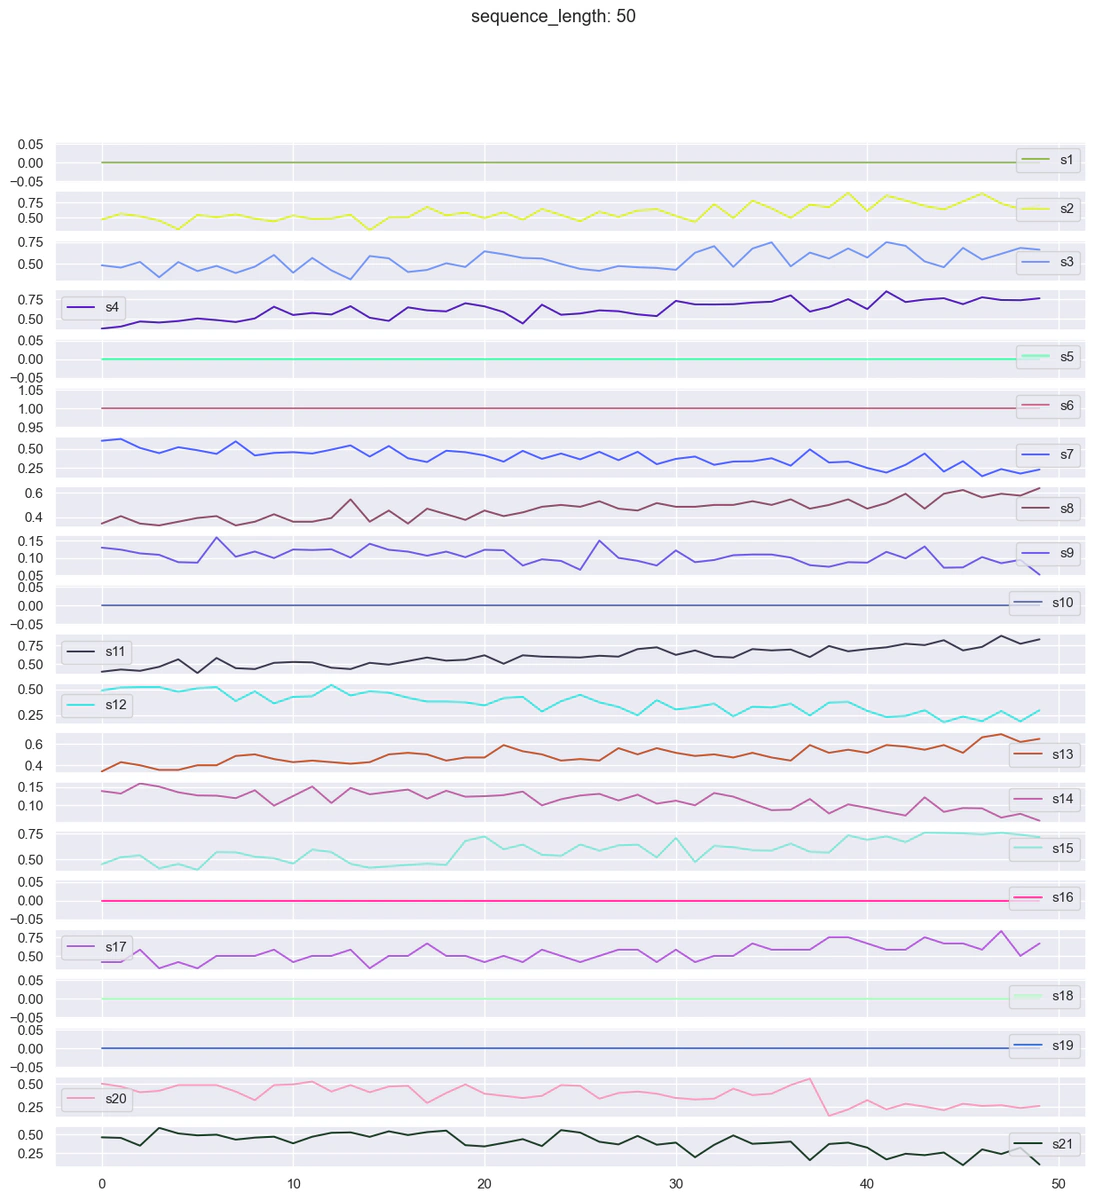 sequence_length: 50
0.05
0.00
−0.05
s1
0.75
0.50
s2
0.75
0.50
s3
0.75
0.50
s4
0.05
0.00
−0.05
s5
1.05
1.00
0.95
s6
0.50
0.25
s7
0.6
0.4
s8
0.15
0.10
0.05
s9
0.05
0.00
−0.05
s10
0.75
0.50
s11
0.50
0.25
s12
0.6
0.4
s13
0.15
0.10
s14
0.75
0.50
s15
0.05
0.00
−0.05
s16
0.75
0.50
s17
0.05
0.00
−0.05
s18
0.05
0.00
−0.05
s19
0.50
0.25
s20
0.50
0.25
s21
0 10 20 30 40 50